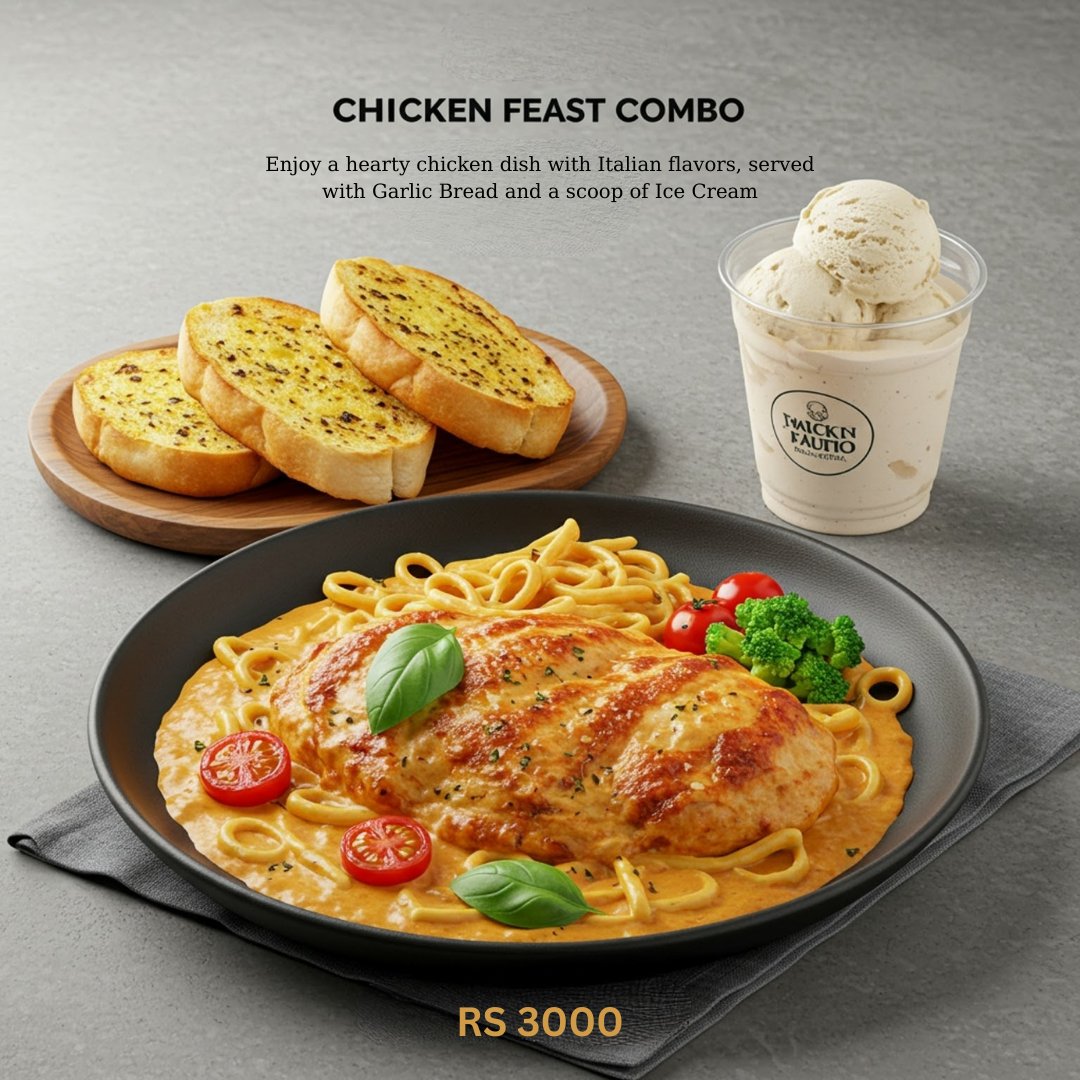 CHICKEN FEAST COMBO
Enjoy a hearty chicken dish with Italian flavors, served
with Garlic Bread and a scoop of Ice Cream
RS 3000